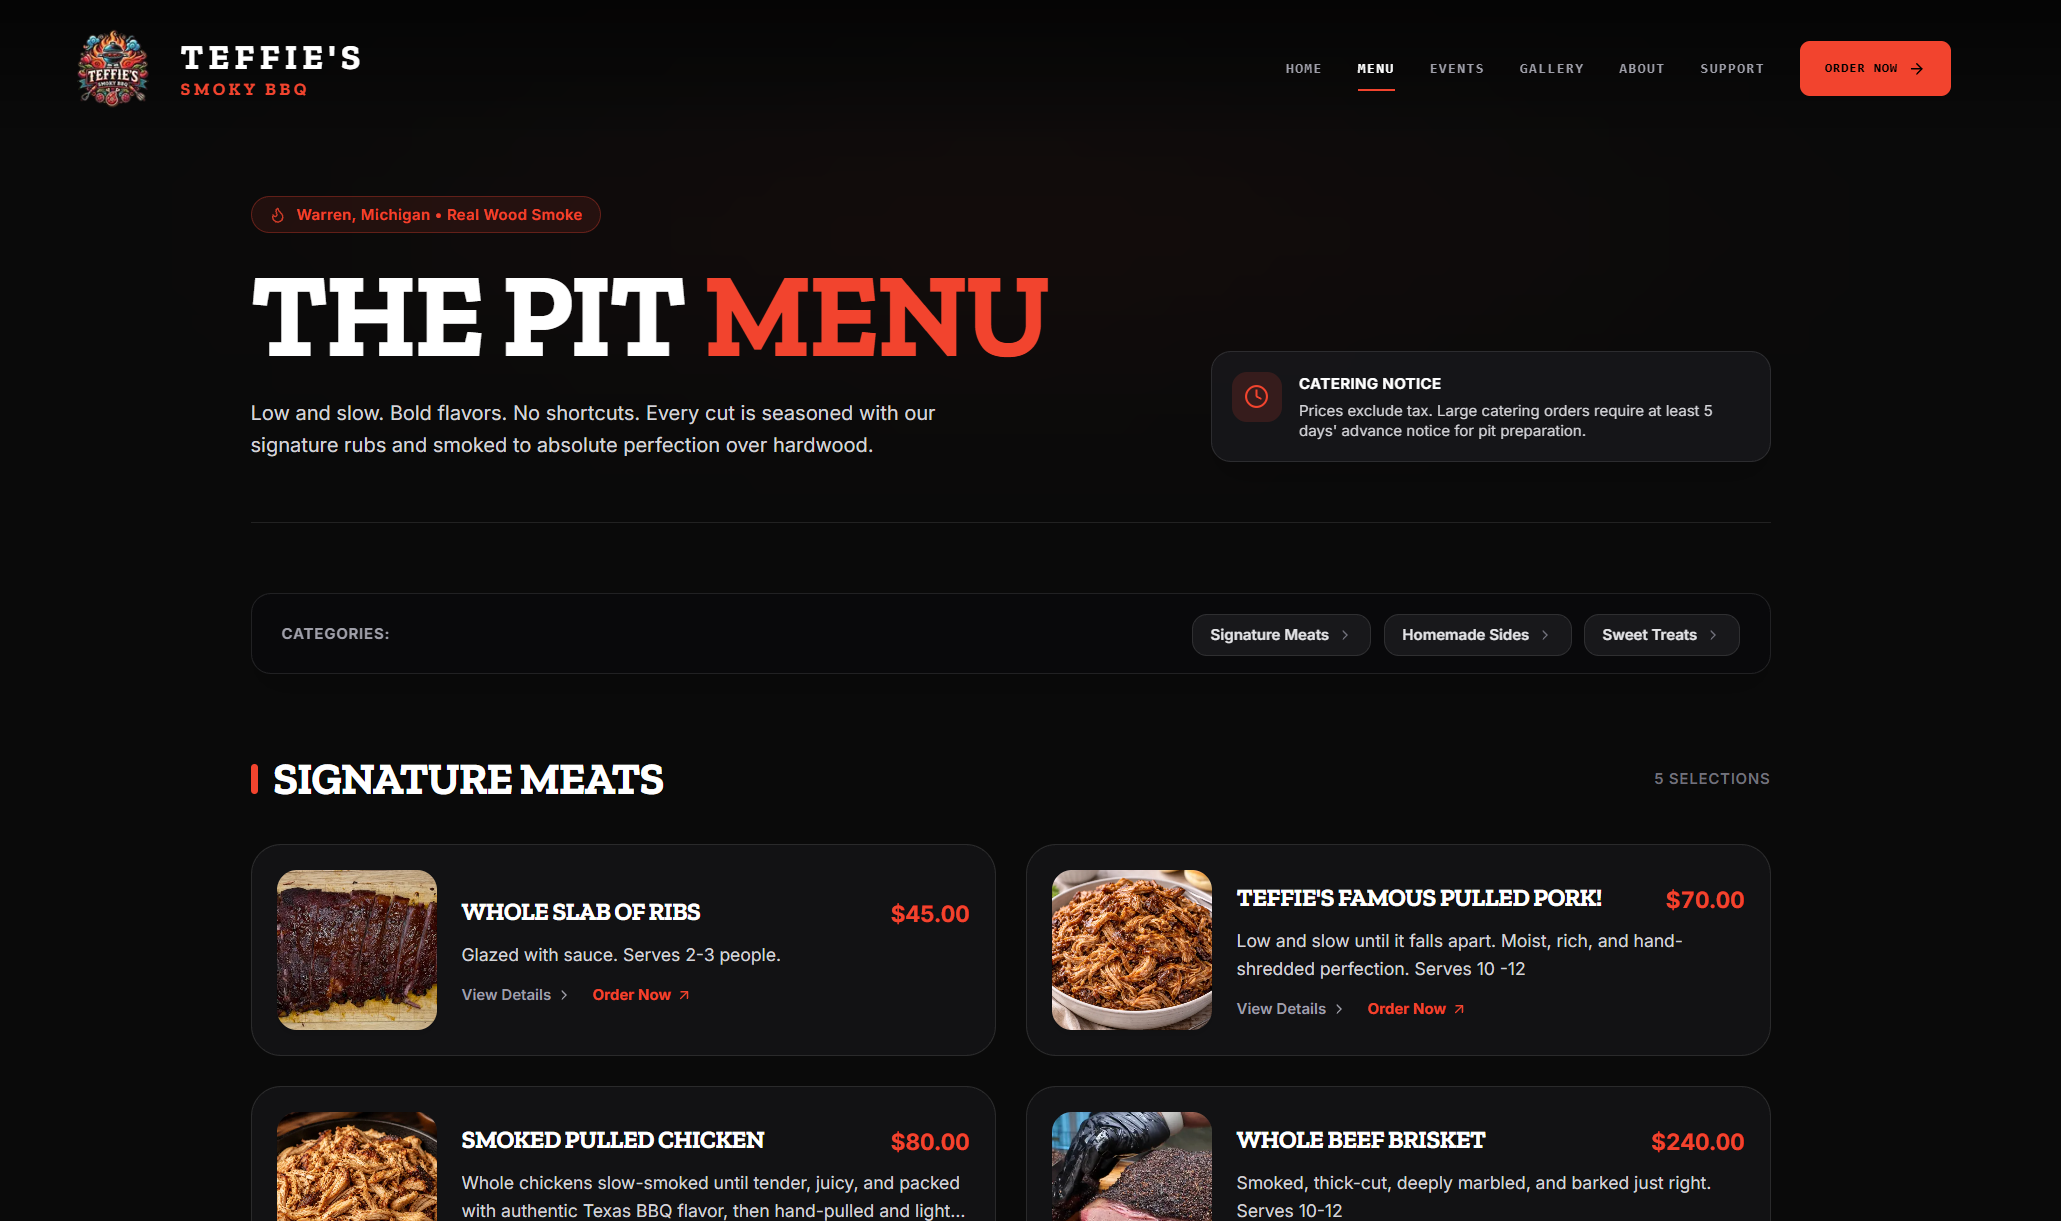 TEFFIE'S
SMOKY BBQ
TEFFIE'S
SMOKY BBQ
HOME
MENU
EVENTS
GALLERY
ABOUT
SUPPORT
ORDER NOW
Warren, Michigan • Real Wood Smoke
THE PIT MENU
Low and slow. Bold flavors. No shortcuts. Every cut is seasoned with our
signature rubs and smoked to absolute perfection over hardwood.
CATERING NOTICE
Prices exclude tax. Large catering orders require at least 5
days' advance notice for pit preparation.
CATEGORIES:
Signature Meats
Homemade Sides
Sweet Treats
SIGNATURE MEATS
5 SELECTIONS
WHOLE SLAB OF RIBS
$45.00
Glazed with sauce. Serves 2-3 people.
View Details
Order Now
TEFFIE'S FAMOUS PULLED PORK!
$70.00
Low and slow until it falls apart. Moist, rich, and hand-
shredded perfection. Serves 10 -12
View Details
Order Now
SMOKED PULLED CHICKEN
$80.00
Whole chickens slow-smoked until tender, juicy, and packed
with authentic Texas BBQ flavor, then hand-pulled and light...
WHOLE BEEF BRISKET
$240.00
Smoked, thick-cut, deeply marbled, and barked just right.
Serves 10-12